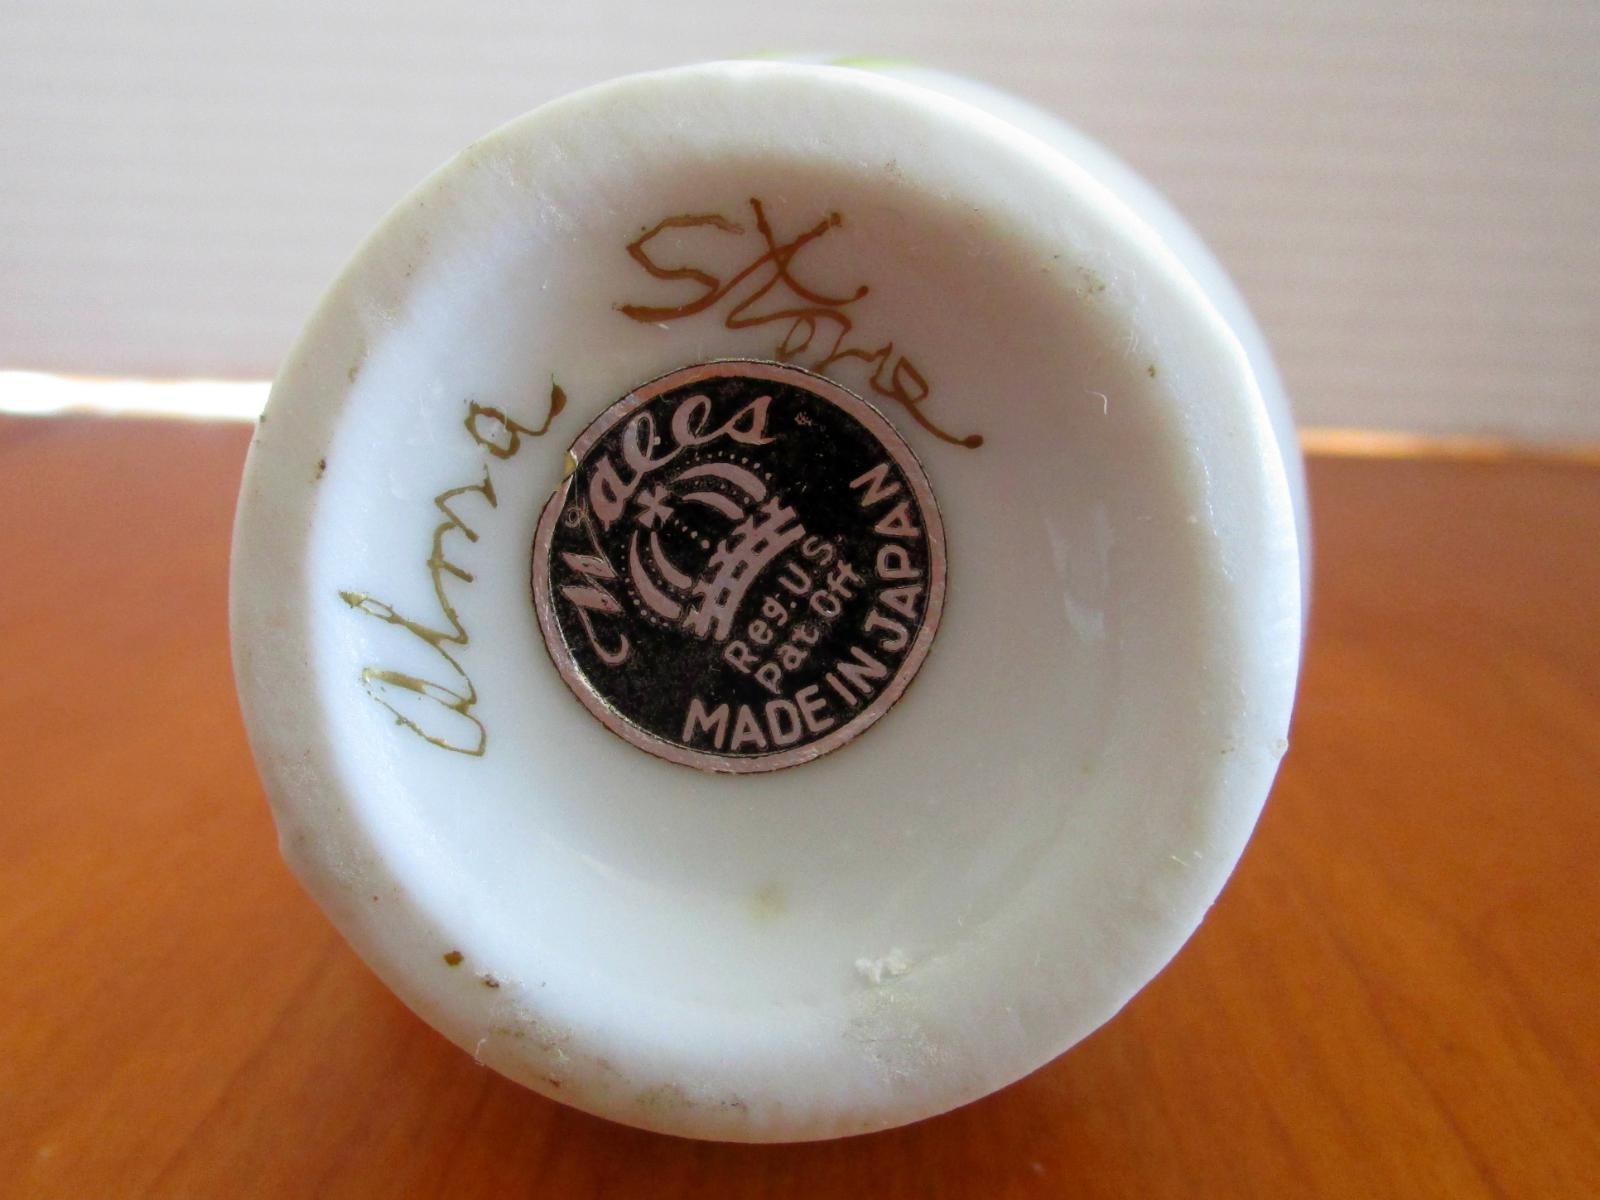 Alma
Stone
Wales
Reg. U.S.
Pat Off
MADE IN JAPAN